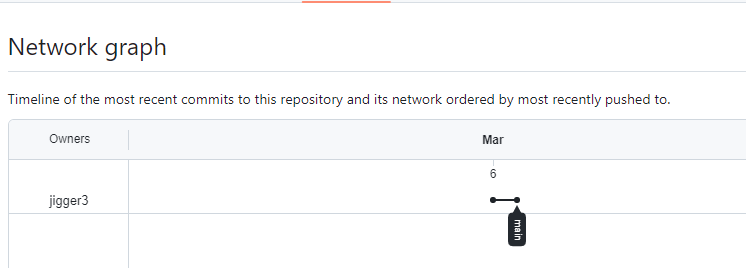 Network graph
Timeline of the most recent commits to this repository and its network ordered by most recently pushed to.
Owners
Mar
6
jigger3
main